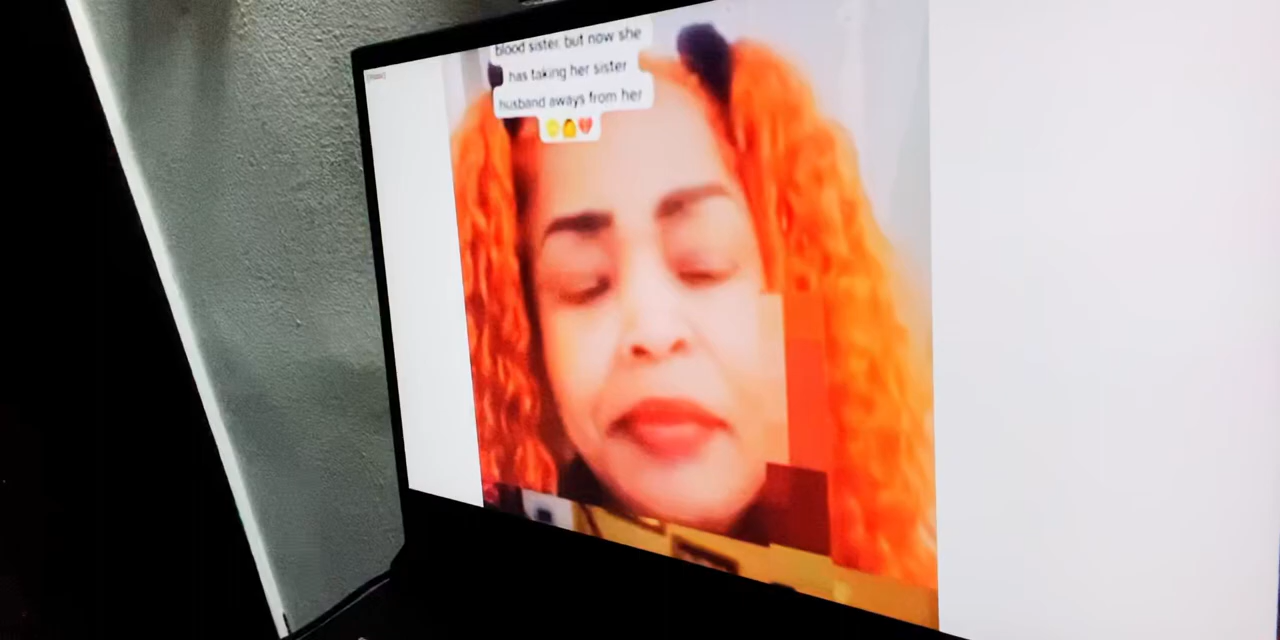 blood sister, but now she
has taking her sister
husband aways from her